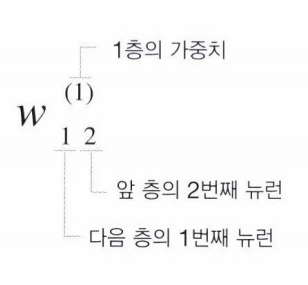 1층의 가중치
w
(1)
1 2
앞 층의 2번째 뉴런
다음 층의 1번째 뉴런